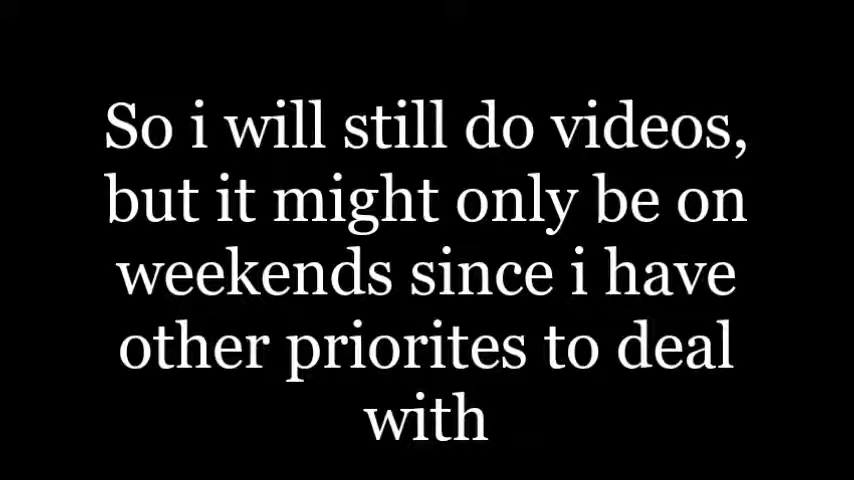 So i will still do videos,
but it might only be on
weekends since i have
other priorites to deal
with